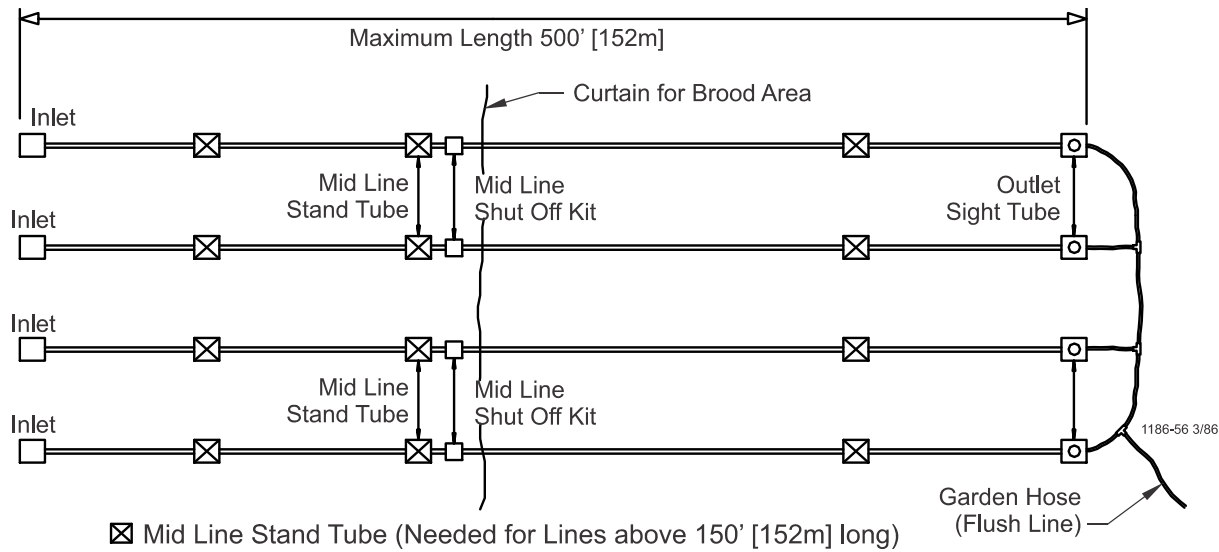 Maximum Length 500’ [152m]
Curtain for Brood Area
Inlet
Mid Line
Stand Tube
Mid Line
Shut Off Kit
Outlet
Sight Tube
Inlet
Inlet
Mid Line
Stand Tube
Mid Line
Shut Off Kit
Inlet
1186-56 3/86
Garden Hose
(Flush Line)
Mid Line Stand Tube (Needed for Lines above 150’ [152m] long)